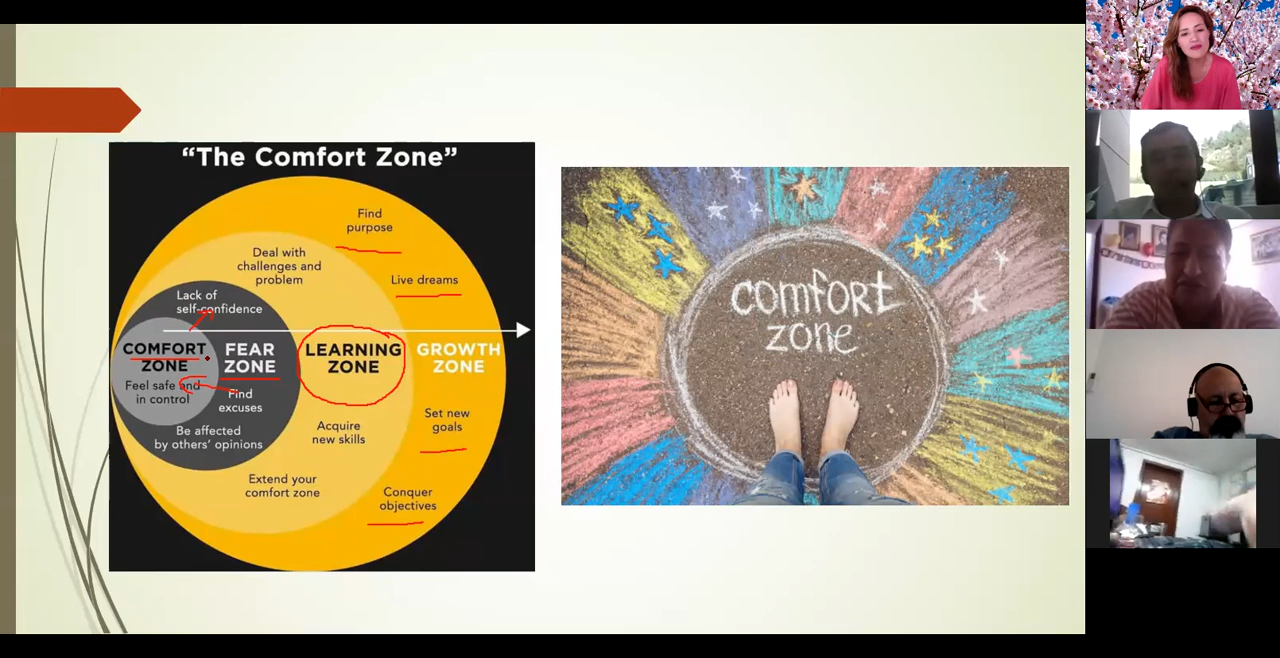 “The Comfort Zone”
Find
purpose
Deal with
challenges and
problem
Live dreams
Lack of
self-confidence
COMFORT
ZONE
Feel safe and
in control
FEAR
ZONE
Find
excuses
Be affected
by others’ opinions
LEARNING
ZONE
Acquire
new skills
Extend your
comfort zone
GROWTH
ZONE
Set new
goals
Conquer
objectives
comfort
zone